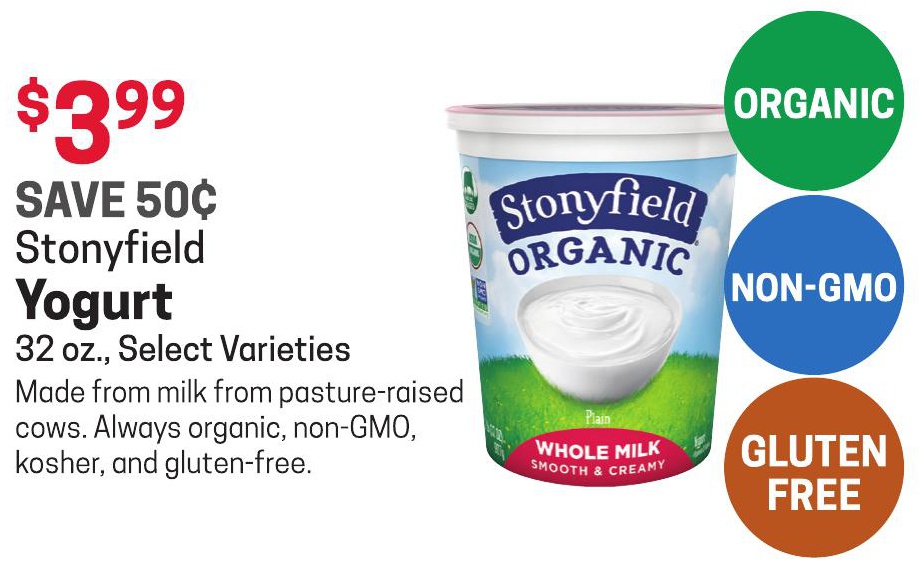 $3.99
SAVE 50¢
Stonyfield
Yogurt
32 oz., Select Varieties
Made from milk from pasture-raised
cows. Always organic, non-GMO,
kosher, and gluten-free.
Stonyfield
ORGANIC
Plain
WHOLE MILK
SMOOTH & CREAMY
ORGANIC
NON-GMO
GLUTEN
FREE